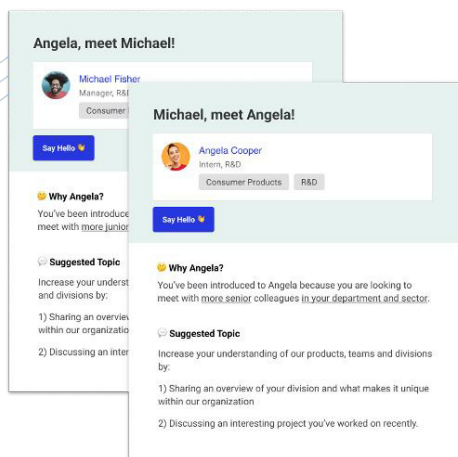 Angela, meet Michael!
Michael Fisher
Manager, R&D
Consumer
Say Hello 👋
🤔 Why Angela?
You've been introduce
meet with more junior
💬 Suggested Topic
Increase your underst
and divisions by:
1) Sharing an overview
within our organization
2) Discussing an inter
Michael, meet Angela!
Angela Cooper
Intern, R&D
Consumer Products
R&D
Say Hello 👋
🤔 Why Angela?
You've been introduced to Angela because you are looking to
meet with more senior colleagues in your department and sector.
💬 Suggested Topic
Increase your understanding of our products, teams and divisions
by:
1) Sharing an overview of your division and what makes it unique
within our organization
2) Discussing an interesting project you've worked on recently.